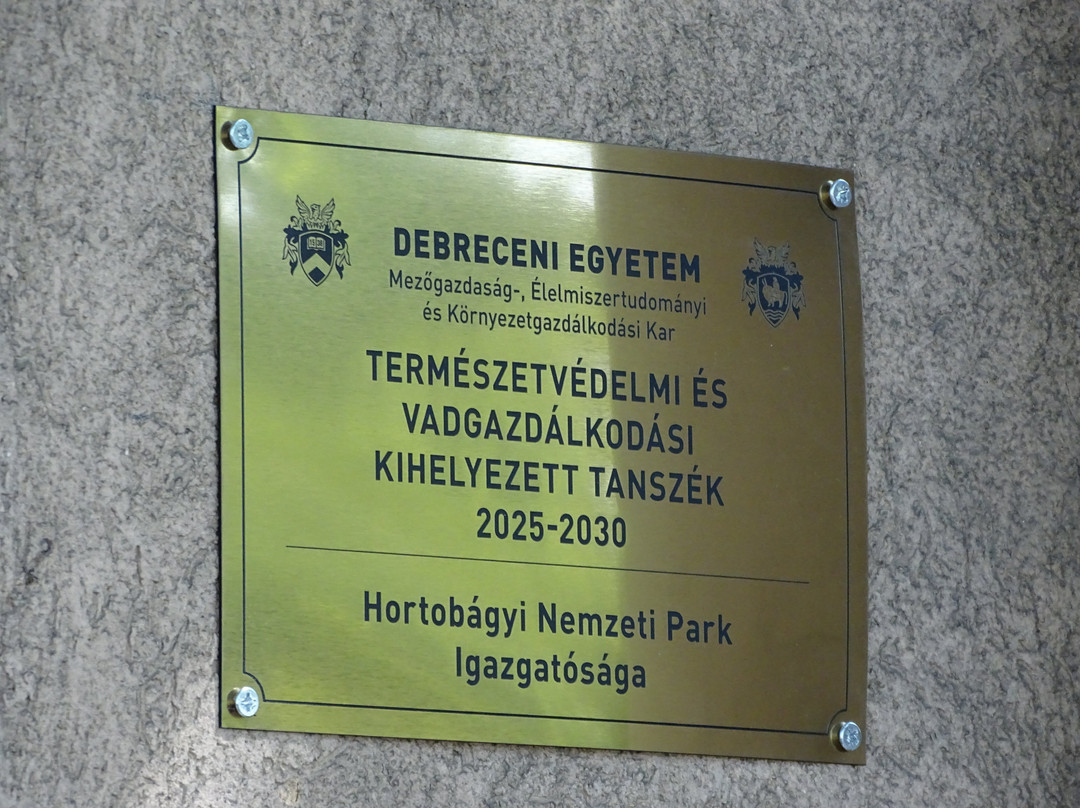 DEBRECENI EGYETEM
Mezőgazdaság-, Élelmiszertudományi
és Környezetgazdálkodási Kar
TERMÉSZETVÉDELMI ÉS
VADGAZDÁLKODÁSI
KIHELYEZETT TANSZÉK
2025-2030
Hortobágyi Nemzeti Park
Igazgatósága